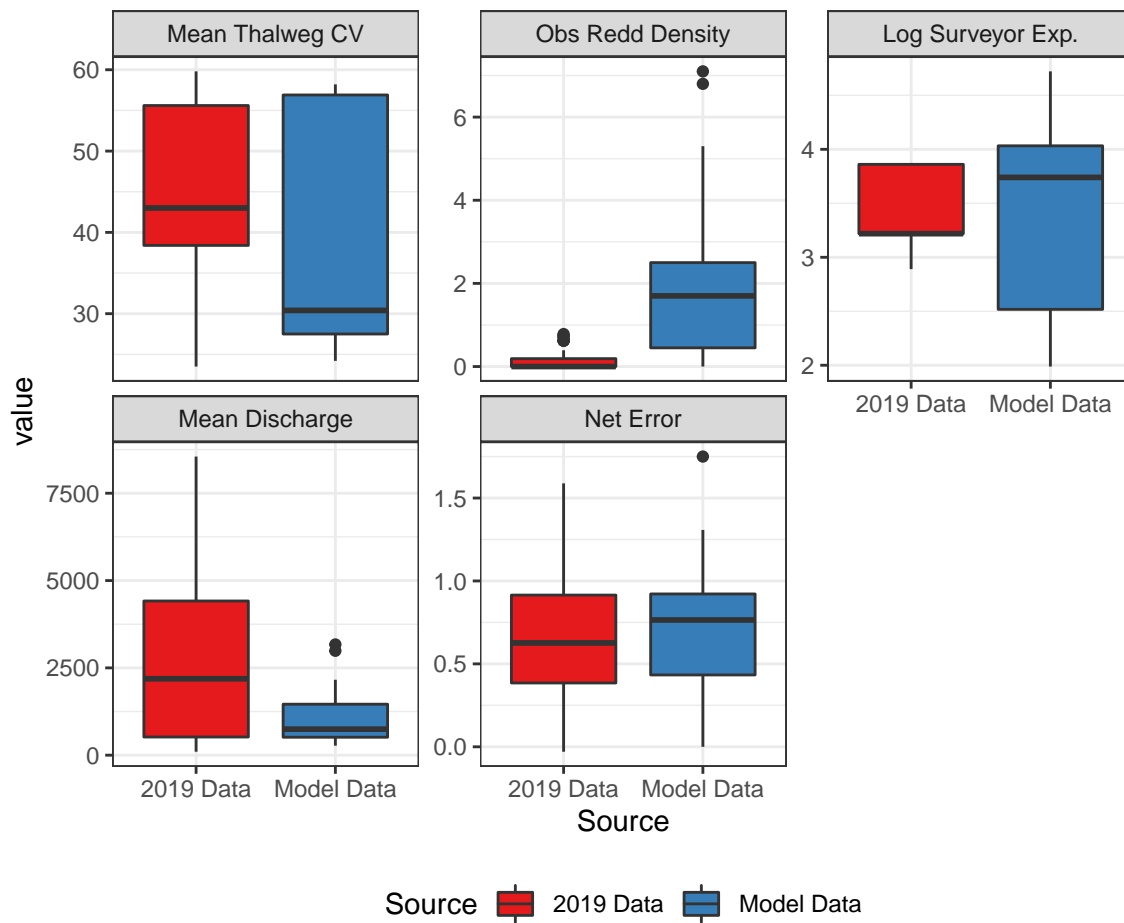 Mean Thalweg CV
Obs Redd Density
Log Surveyor Exp.
60
50
40
30
6
4
2
0
4
3
2
2019 Data
Model Data
Mean Discharge
Net Error
7500
5000
2500
0
1.5
1.0
0.5
0.0
2019 Data
Model Data
2019 Data
Model Data
value
Source
Source
2019 Data
Model Data